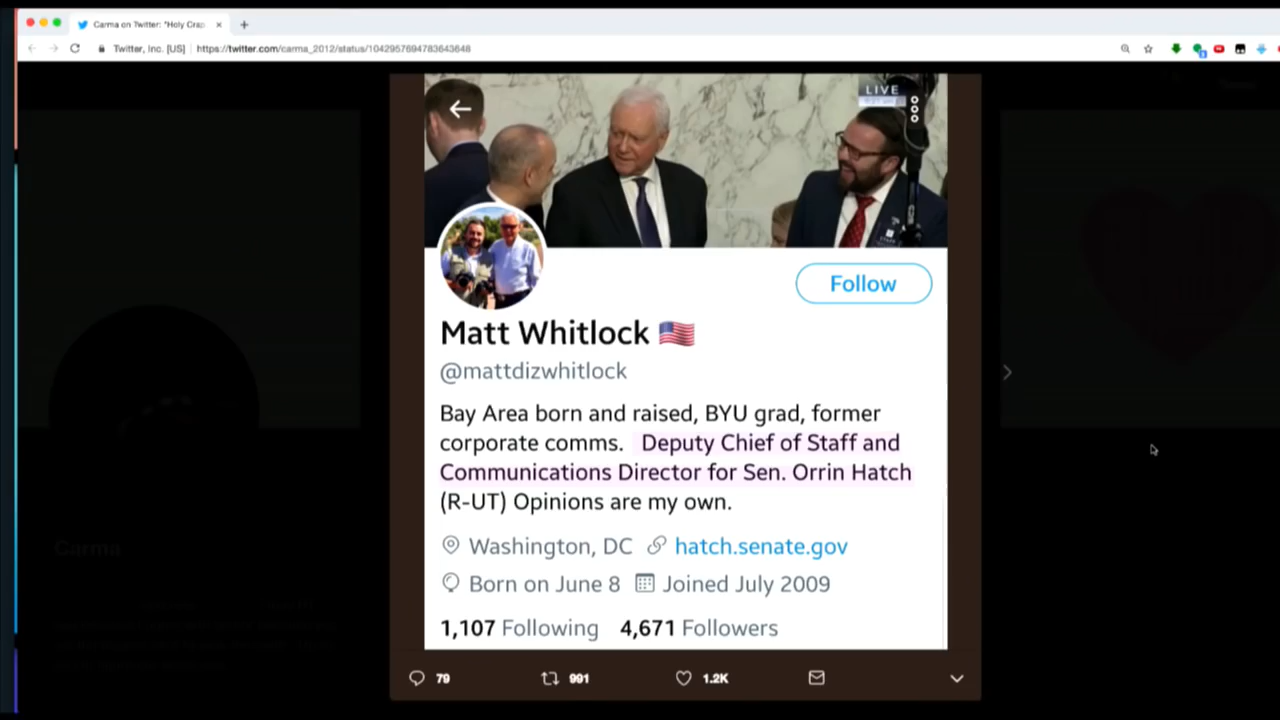 Carma on Twitter: "Holy Crap
Twitter, Inc. [US]
https://twitter.com/carma_2012/status/1042957694783643648
LIVE
Follow
Matt Whitlock
@mattdizwhitlock
Bay Area born and raised, BYU grad, former
corporate comms. Deputy Chief of Staff and
Communications Director for Sen. Orrin Hatch
(R-UT) Opinions are my own.
Washington, DC hatch.senate.gov
Born on June 8 Joined July 2009
1,107 Following 4,671 Followers
Carma
79 991 1.2K